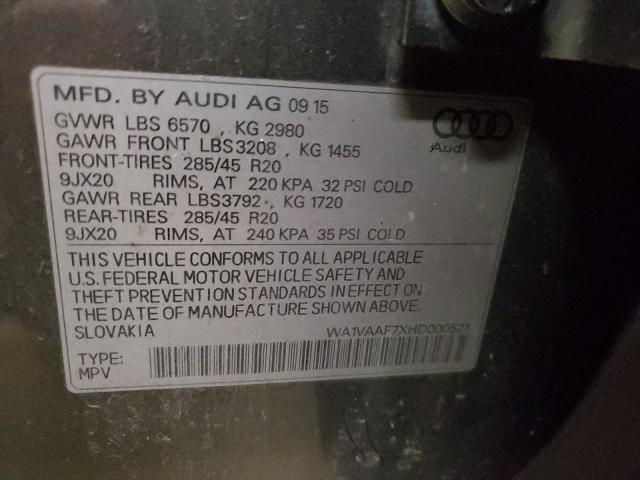 MFD. BY AUDI AG 09 15
GVWR LBS 6570 , KG 2980
GAWR FRONT LBS3208 , KG 1455
FRONT-TIRES 285/45 R20
9JX20 RIMS, AT 220 KPA 32 PSI COLD
GAWR REAR LBS3792 , KG 1720
REAR-TIRES 285/45 R20
9JX20 RIMS, AT 240 KPA 35 PSI COLD
Audi
THIS VEHICLE CONFORMS TO ALL APPLICABLE
U.S. FEDERAL MOTOR VEHICLE SAFETY AND
THEFT PREVENTION STANDARDS IN EFFECT ON
THE DATE OF MANUFACTURE SHOWN ABOVE.
SLOVAKIA
TYPE:
MPV